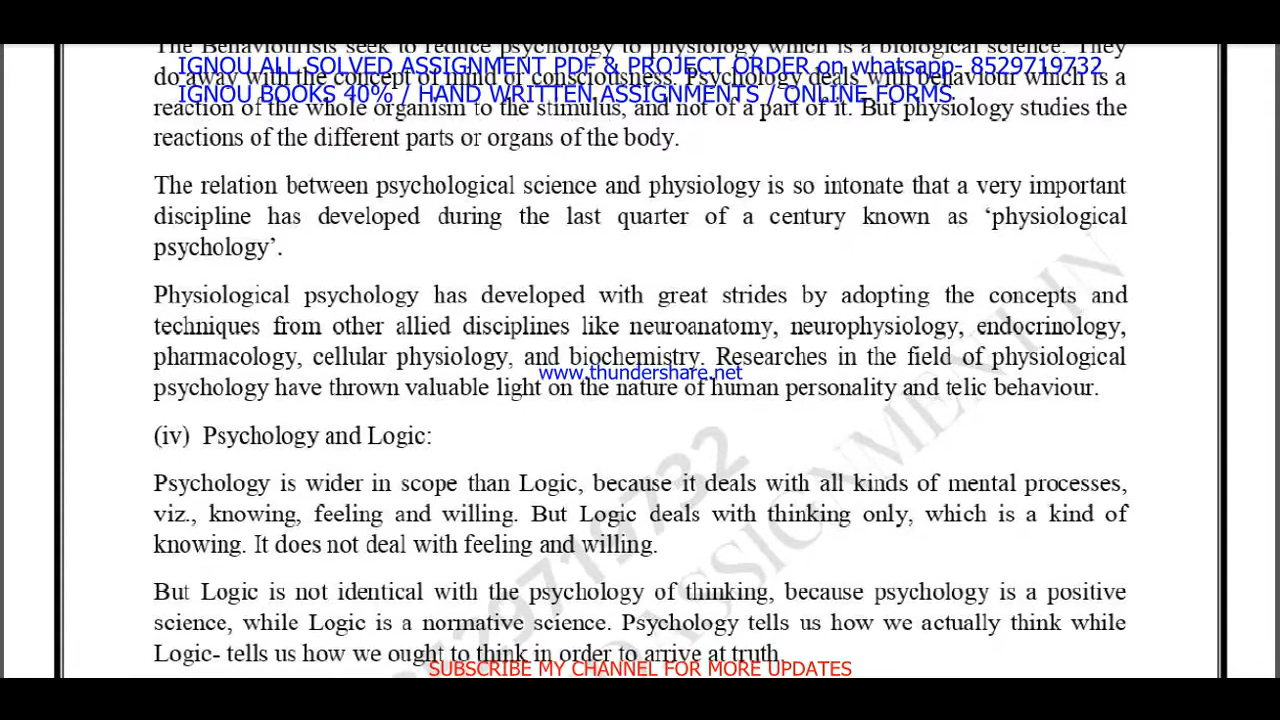 The Behaviourists seek to reduce psychology to physiology which is a biological science. They
IGNOU ALL SOLVED ASSIGNMENT PDF & PROJECT ORDER on whatsapp- 8529719732
do away with the concept of mind or consciousness. Psychology deals with behaviour which is a
IGNOU BOOKS 40% / HAND WRITTEN ASSIGNMENTS / ONLINE FORMS
reaction of the whole organism to the stimulus, and not of a part of it. But physiology studies the
reactions of the different parts or organs of the body.
The relation between psychological science and physiology is so intonate that a very important
discipline has developed during the last quarter of a century known as ‘physiological
psychology’.
Physiological psychology has developed with great strides by adopting the concepts and
techniques from other allied disciplines like neuroanatomy, neurophysiology, endocrinology,
pharmacology, cellular physiology, and biochemistry. Researches in the field of physiological
www.thundershare.net
psychology have thrown valuable light on the nature of human personality and telic behaviour.
(iv) Psychology and Logic:
Psychology is wider in scope than Logic, because it deals with all kinds of mental processes,
viz., knowing, feeling and willing. But Logic deals with thinking only, which is a kind of
knowing. It does not deal with feeling and willing.
But Logic is not identical with the psychology of thinking, because psychology is a positive
science, while Logic is a normative science. Psychology tells us how we actually think while
Logic- tells us how we ought to think in order to arrive at truth.
SUBSCRIBE MY CHANNEL FOR MORE UPDATES
8529719732
ASSIGNMENT IN